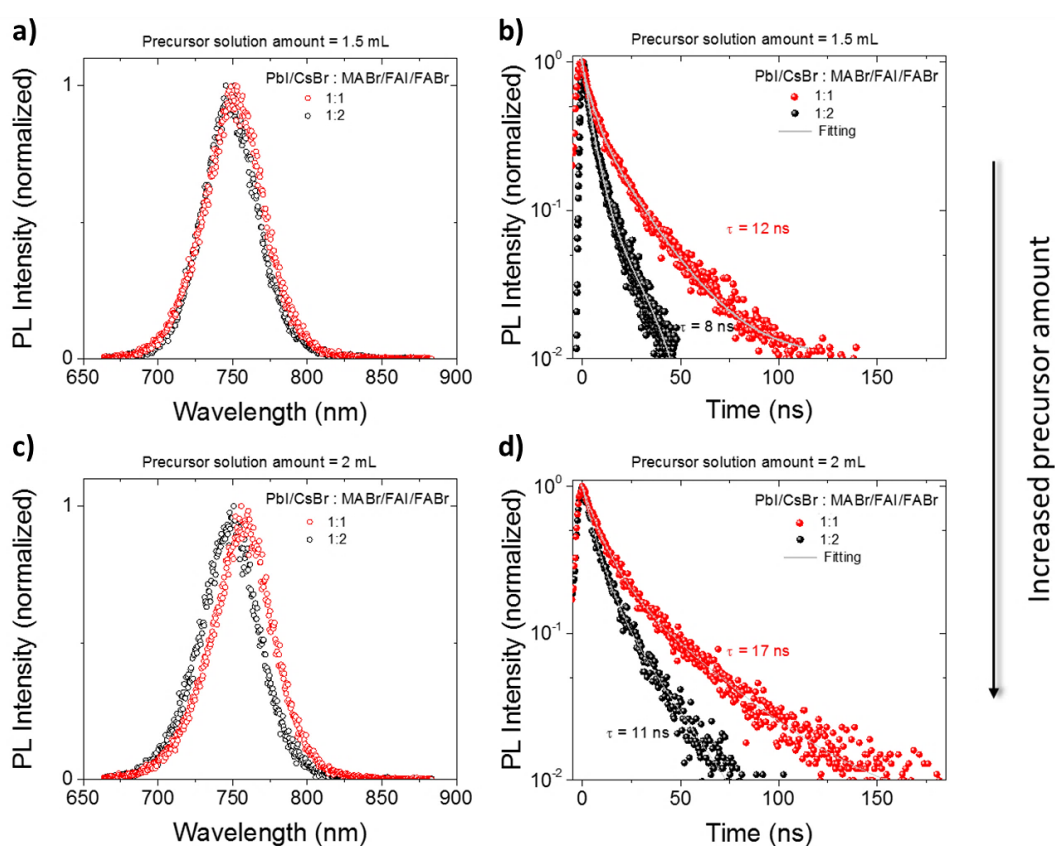 a)
Precursor solution amount = 1.5 mL
PbI/CsBr : MABr/FAI/FABr
1:1
1:2
1
0
650 700 750 800 850 900
Wavelength (nm)
PL Intensity (normalized)
b)
Precursor solution amount = 1.5 mL
PbI/CsBr : MABr/FAI/FABr
1:1
1:2
Fitting
τ = 12 ns
τ = 8 ns
10⁰
10⁻¹
10⁻²
0 50 100 150
Time (ns)
PL Intensity (normalized)
c)
Precursor solution amount = 2 mL
PbI/CsBr : MABr/FAI/FABr
1:1
1:2
1
0
650 700 750 800 850 900
Wavelength (nm)
PL Intensity (normalized)
d)
Precursor solution amount = 2 mL
PbI/CsBr : MABr/FAI/FABr
1:1
1:2
Fitting
τ = 17 ns
τ = 11 ns
10⁰
10⁻¹
10⁻²
0 50 100 150
Time (ns)
PL Intensity (normalized)
Increased precursor amount